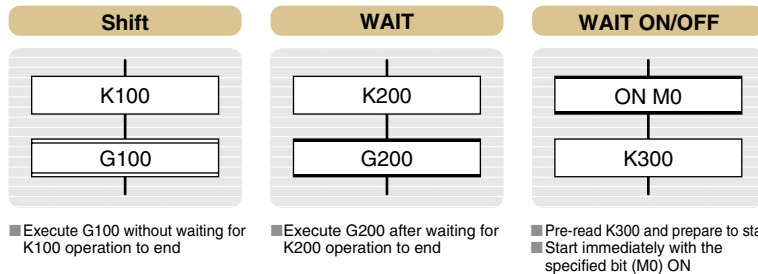 Shift
WAIT
WAIT ON/OFF
K100
G100
K200
G200
ON M0
K300
■Execute G100 without waiting for
K100 operation to end
■Execute G200 after waiting for
K200 operation to end
■Pre-read K300 and prepare to
■Start immediately with the
specified bit (M0) ON